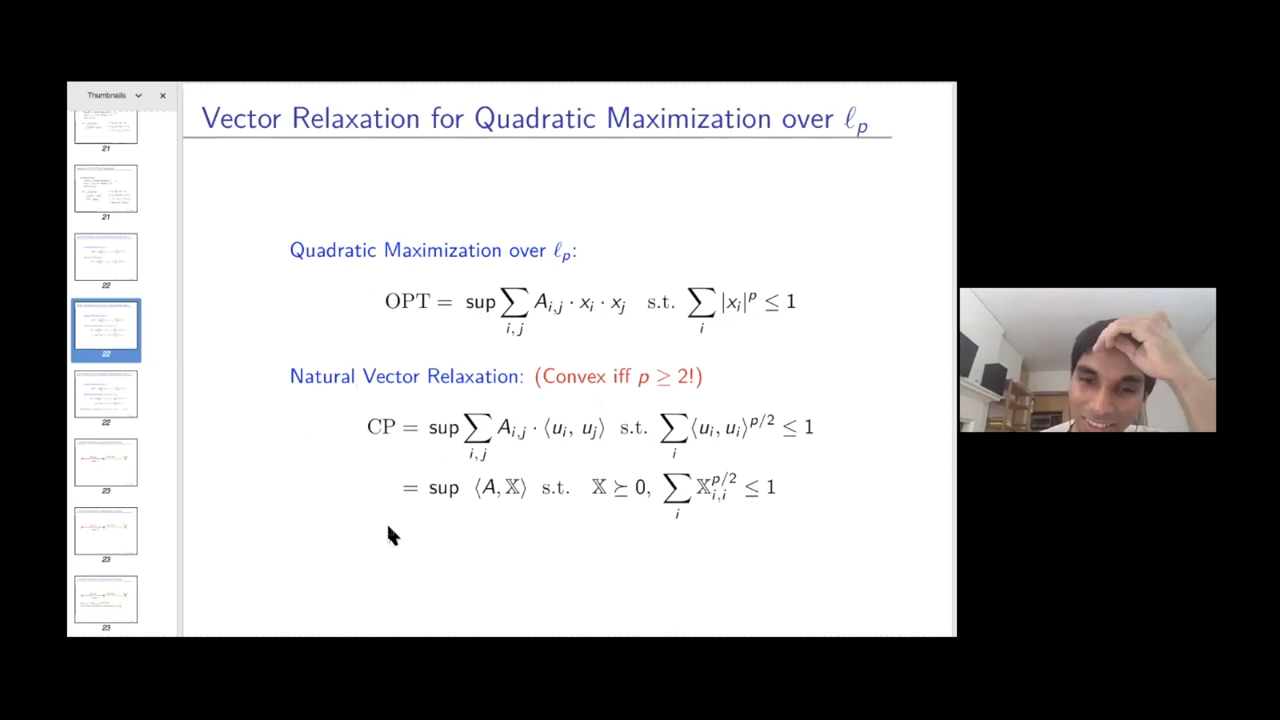 Thumbnails
21
21
22
22
22
23
23
23
Vector Relaxation for Quadratic Maximization over ℓ_p
Quadratic Maximization over ℓ_p:
OPT = sup ∑_{i,j} A_{i,j} · x_i · x_j s.t. ∑_i |x_i|^p ≤ 1
Natural Vector Relaxation: (Convex iff p ≥ 2!)
CP = sup ∑_{i,j} A_{i,j} · ⟨u_i, u_j⟩ s.t. ∑_i ⟨u_i, u_i⟩^{p/2} ≤ 1
= sup ⟨A, 𝕏⟩ s.t. 𝕏 ⪰ 0, ∑_i 𝕏_{i,i}^{p/2} ≤ 1